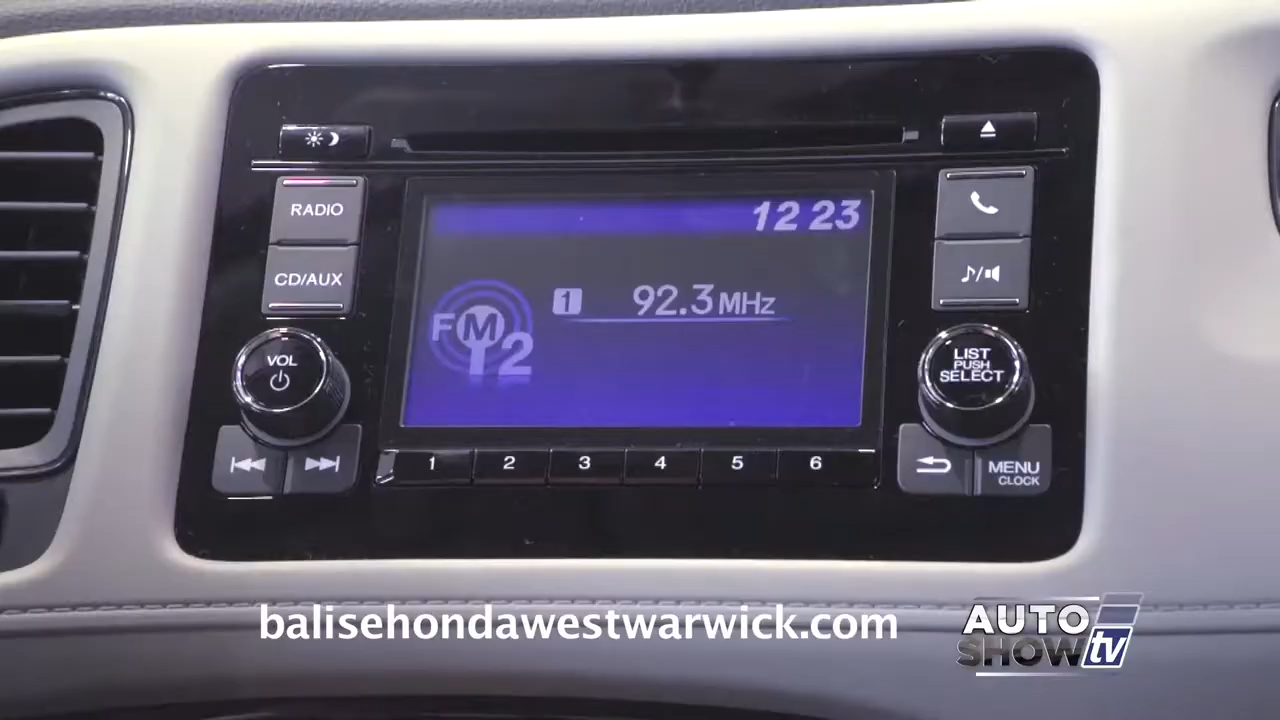 RADIO
CD/AUX
VOL
12 23
1 92.3 MHz
FM
12
LIST
PUSH
SELECT
1 2 3 4 5 6
MENU
CLOCK
balisehondawestwarwick.com
AUTO
SHOW tv